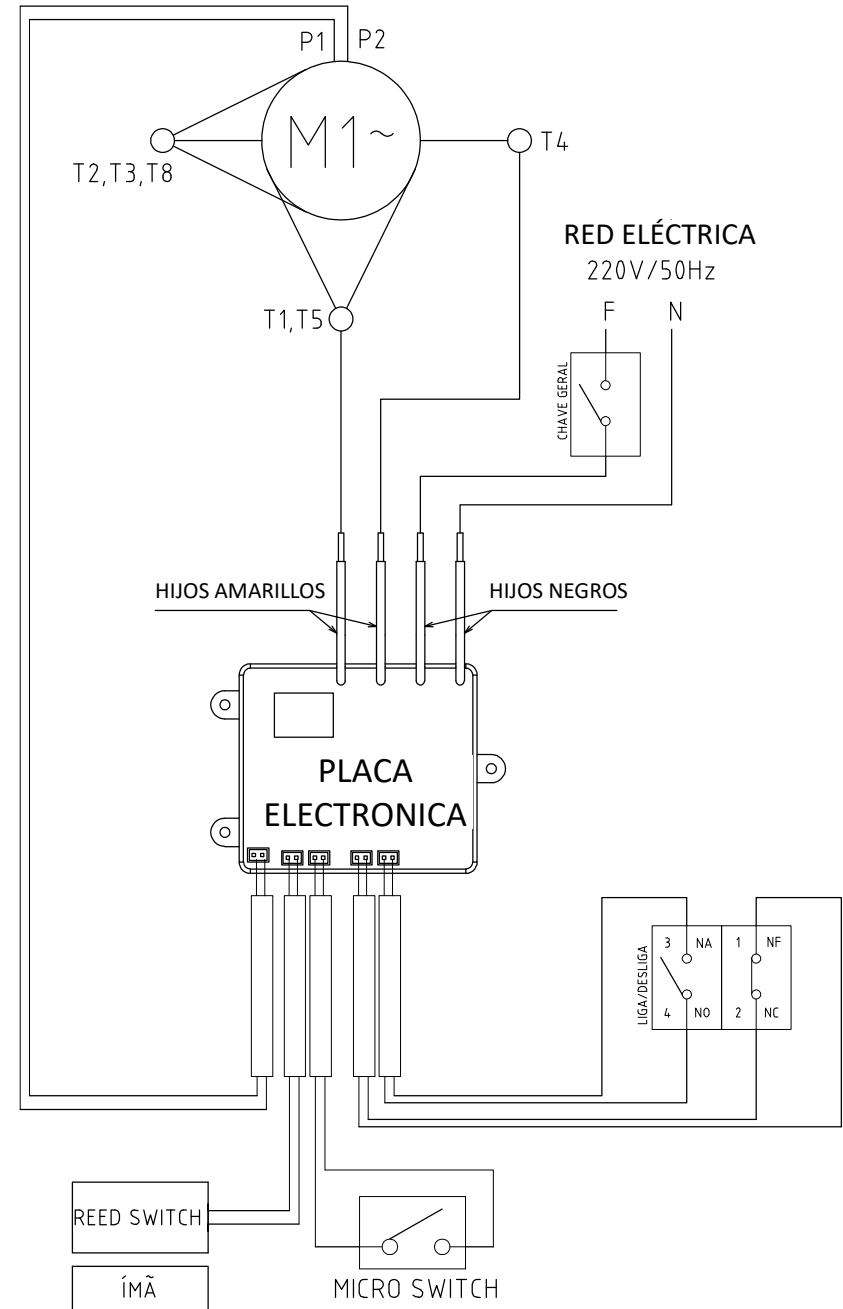 P1
P2
M1~
T2,T3,T8
T4
T1,T5
RED ELÉCTRICA
220V/50Hz
F
N
CHAVE GERAL
HIJOS AMARILLOS
HIJOS NEGROS
PLACA
ELECTRONICA
LIGA/DESLIGA
3 NA
1 NF
4 NO
2 NC
REED SWITCH
ÍMÃ
MICRO SWITCH